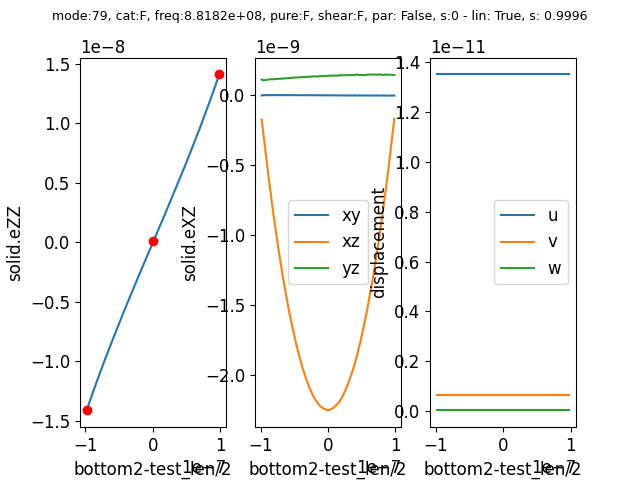 mode:79, cat:F, freq:8.8182e+08, pure:F, shear:F, par: False, s:0 - lin: True, s: 0.9996
1e−8
1e−9
1e−11
1.5
1.0
0.5
0.0
−0.5
−1.0
−1.5
solid.eZZ
−1
0
1
1e−7
bottom2-test_len/2
0.0
−0.5
−1.0
−1.5
−2.0
solid.eXZ
xy
xz
yz
−1
0
1
1e−7
bottom2-test_len/2
1.4
1.2
1.0
0.8
0.6
0.4
0.2
0.0
displacement
u
v
w
−1
0
1
1e−7
bottom2-test_len/2